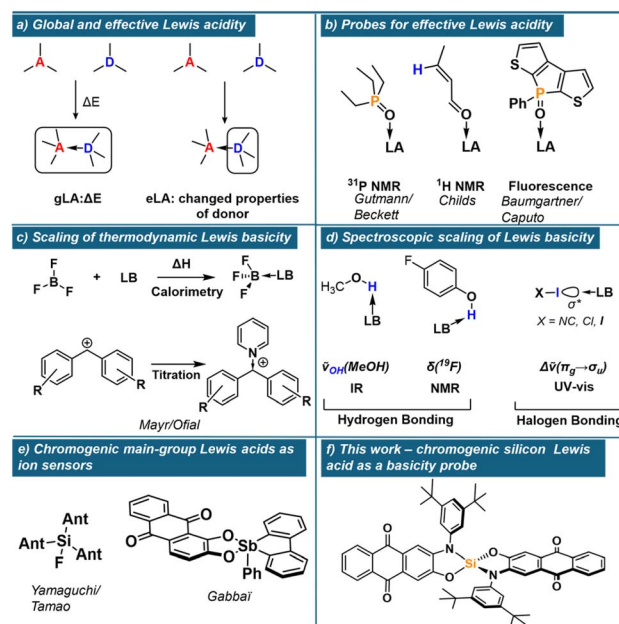 a) Global and effective Lewis acidity
A D A D
ΔE
A D A D
gLA:ΔE eLA: changed properties
of donor
b) Probes for effective Lewis acidity
H S S
P O Ph P
O O
LA LA LA
31P NMR 1H NMR Fluorescence
Gutmann/ Childs Baumgartner/
Beckett Caputo
c) Scaling of thermodynamic Lewis basicity
F B F F + LB ΔH F F B LB F
Calorimetry
N
Titration
R R R R
Mayr/Ofial
d) Spectroscopic scaling of Lewis basicity
H3C O H F O H X I LB
σ*
LB LB X = NC, Cl, I
ṽOH(MeOH) δ(19F) Δṽ(πg→σu)
IR NMR UV-vis
Hydrogen Bonding Halogen Bonding
e) Chromogenic main-group Lewis acids as
ion sensors
Ant Ant Si Ant F
O O O O Sb Ph
Yamaguchi/ Gabbaï
Tamao
f) This work – chromogenic silicon Lewis
acid as a basicity probe
O O N O Si O N O O